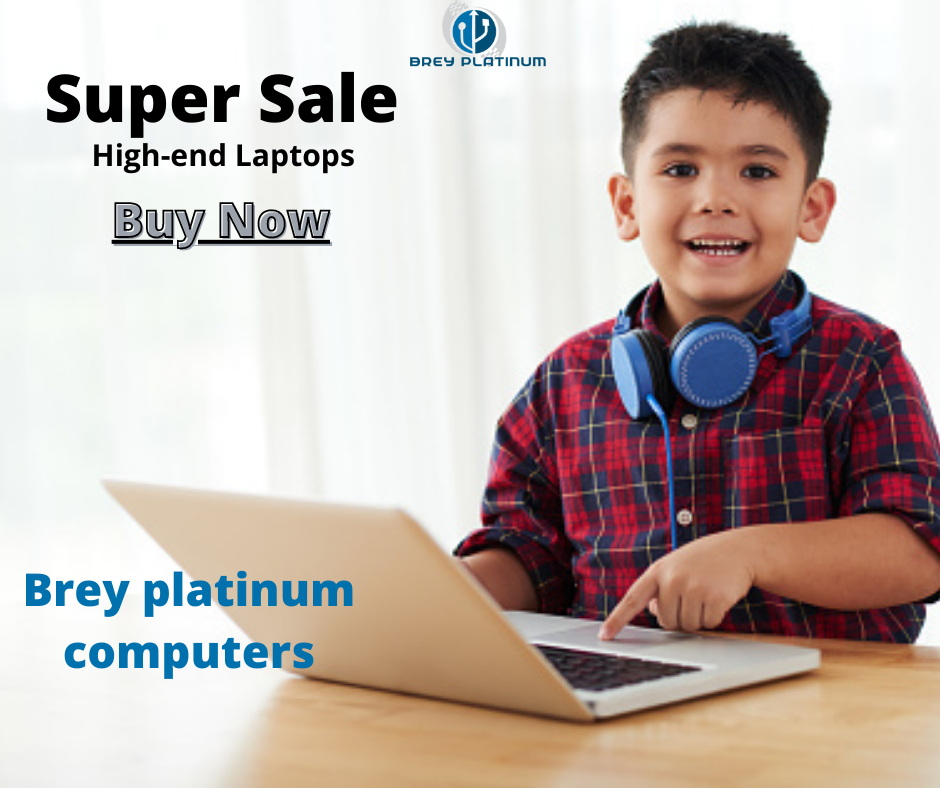 BREY PLATINUM
Super Sale
High-end Laptops
Buy Now
Brey platinum
computers